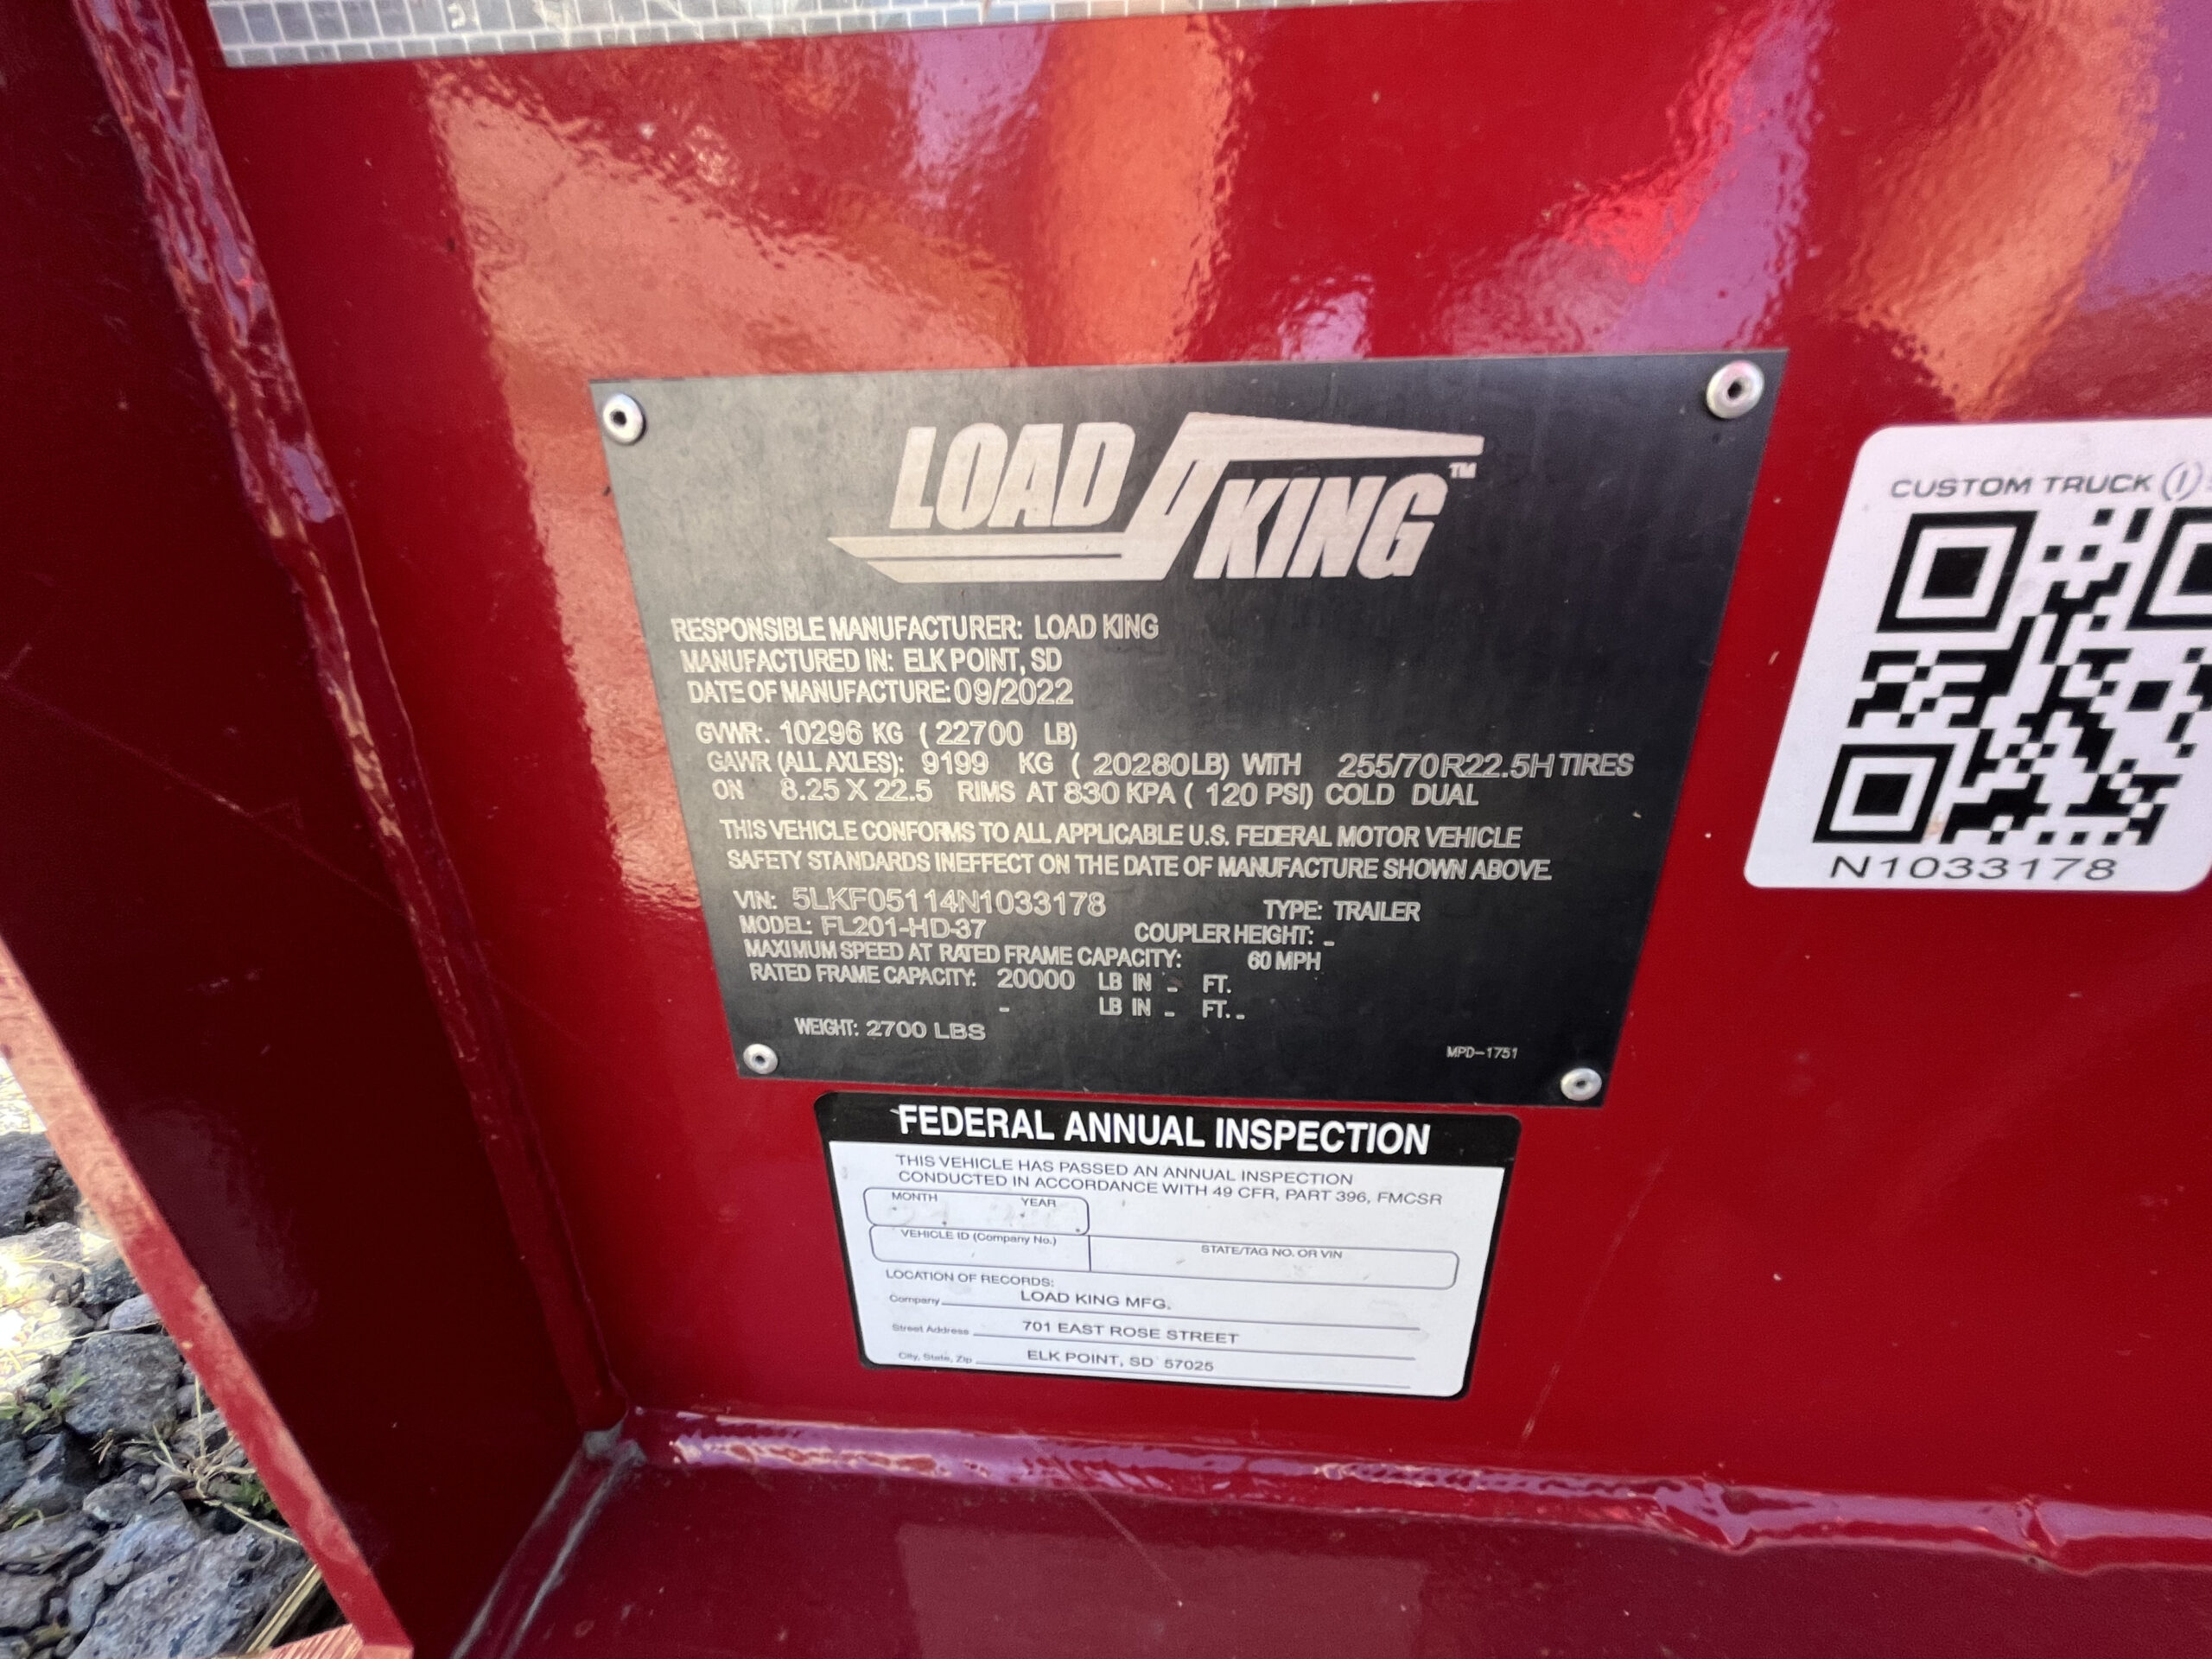 LOAD KING™
RESPONSIBLE MANUFACTURER: LOAD KING
MANUFACTURED IN: ELK POINT, SD
DATE OF MANUFACTURE: 09/2022
GVWR: 10296 KG ( 22700 LB)
GAWR (ALL AXLES): 9199 KG ( 20280LB) WITH 255/70R22.5H TIRES
ON 8.25 X 22.5 RIMS AT 830 KPA ( 120 PSI) COLD DUAL
THIS VEHICLE CONFORMS TO ALL APPLICABLE U.S. FEDERAL MOTOR VEHICLE
SAFETY STANDARDS IN EFFECT ON THE DATE OF MANUFACTURE SHOWN ABOVE.
VIN: 5LKF05114N1033178 TYPE: TRAILER
MODEL: FL201-HD-37 COUPLER HEIGHT: -
MAXIMUM SPEED AT RATED FRAME CAPACITY: 60 MPH
RATED FRAME CAPACITY: 20000 LB IN - FT.
- LB IN - FT. -
WEIGHT: 2700 LBS
MPD-1751
CUSTOM TRUCK
N1033178
FEDERAL ANNUAL INSPECTION
THIS VEHICLE HAS PASSED AN ANNUAL INSPECTION
CONDUCTED IN ACCORDANCE WITH 49 CFR, PART 396, FMCSR
MONTH YEAR
VEHICLE ID (Company No.) STATE/TAG NO. OR VIN
LOCATION OF RECORDS:
Company LOAD KING MFG.
Street Address 701 EAST ROSE STREET
City, State, Zip ELK POINT, SD 57025